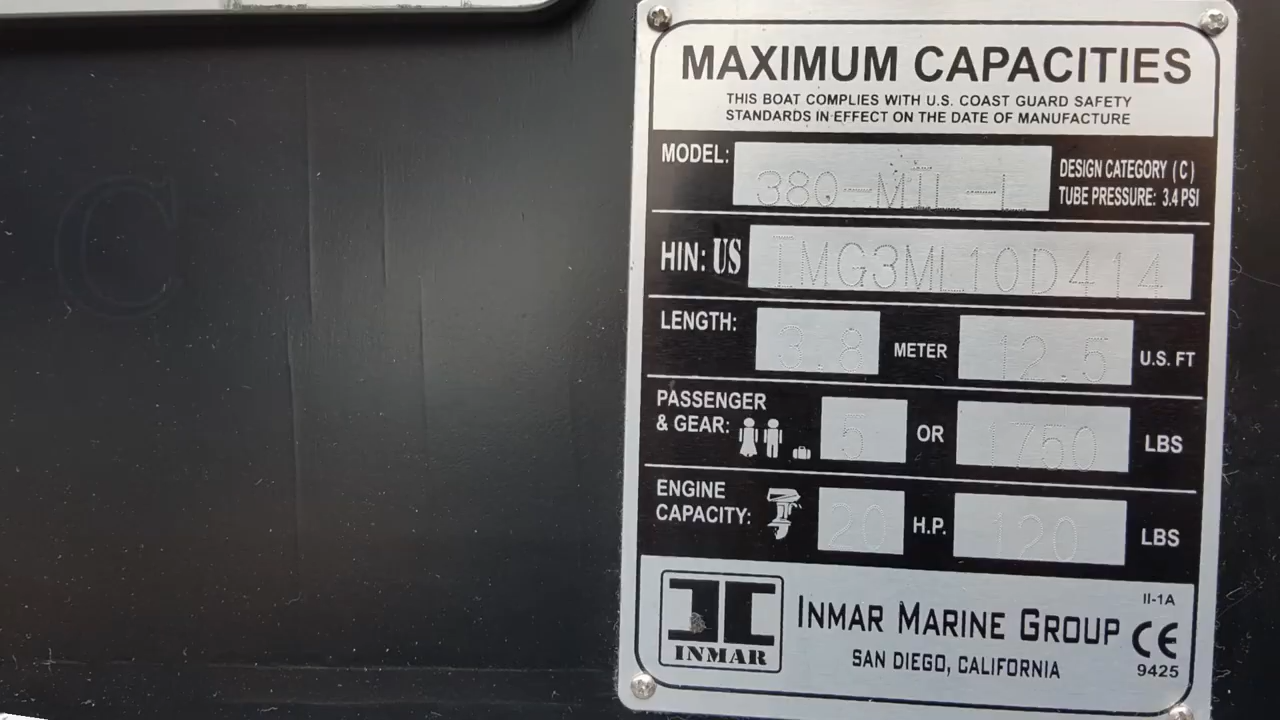 C
MAXIMUM CAPACITIES
THIS BOAT COMPLIES WITH U.S. COAST GUARD SAFETY
STANDARDS IN EFFECT ON THE DATE OF MANUFACTURE
MODEL: 380-MIL-L
DESIGN CATEGORY (C)
TUBE PRESSURE: 3.4 PSI
HIN: US IMG3ML10D414
LENGTH: 3.8 METER 12.5 U.S. FT
PASSENGER
& GEAR: 5 OR 1750 LBS
ENGINE
CAPACITY: 20 H.P. 120 LBS
INMAR
INMAR MARINE GROUP
SAN DIEGO, CALIFORNIA
II-1A
CE
9425